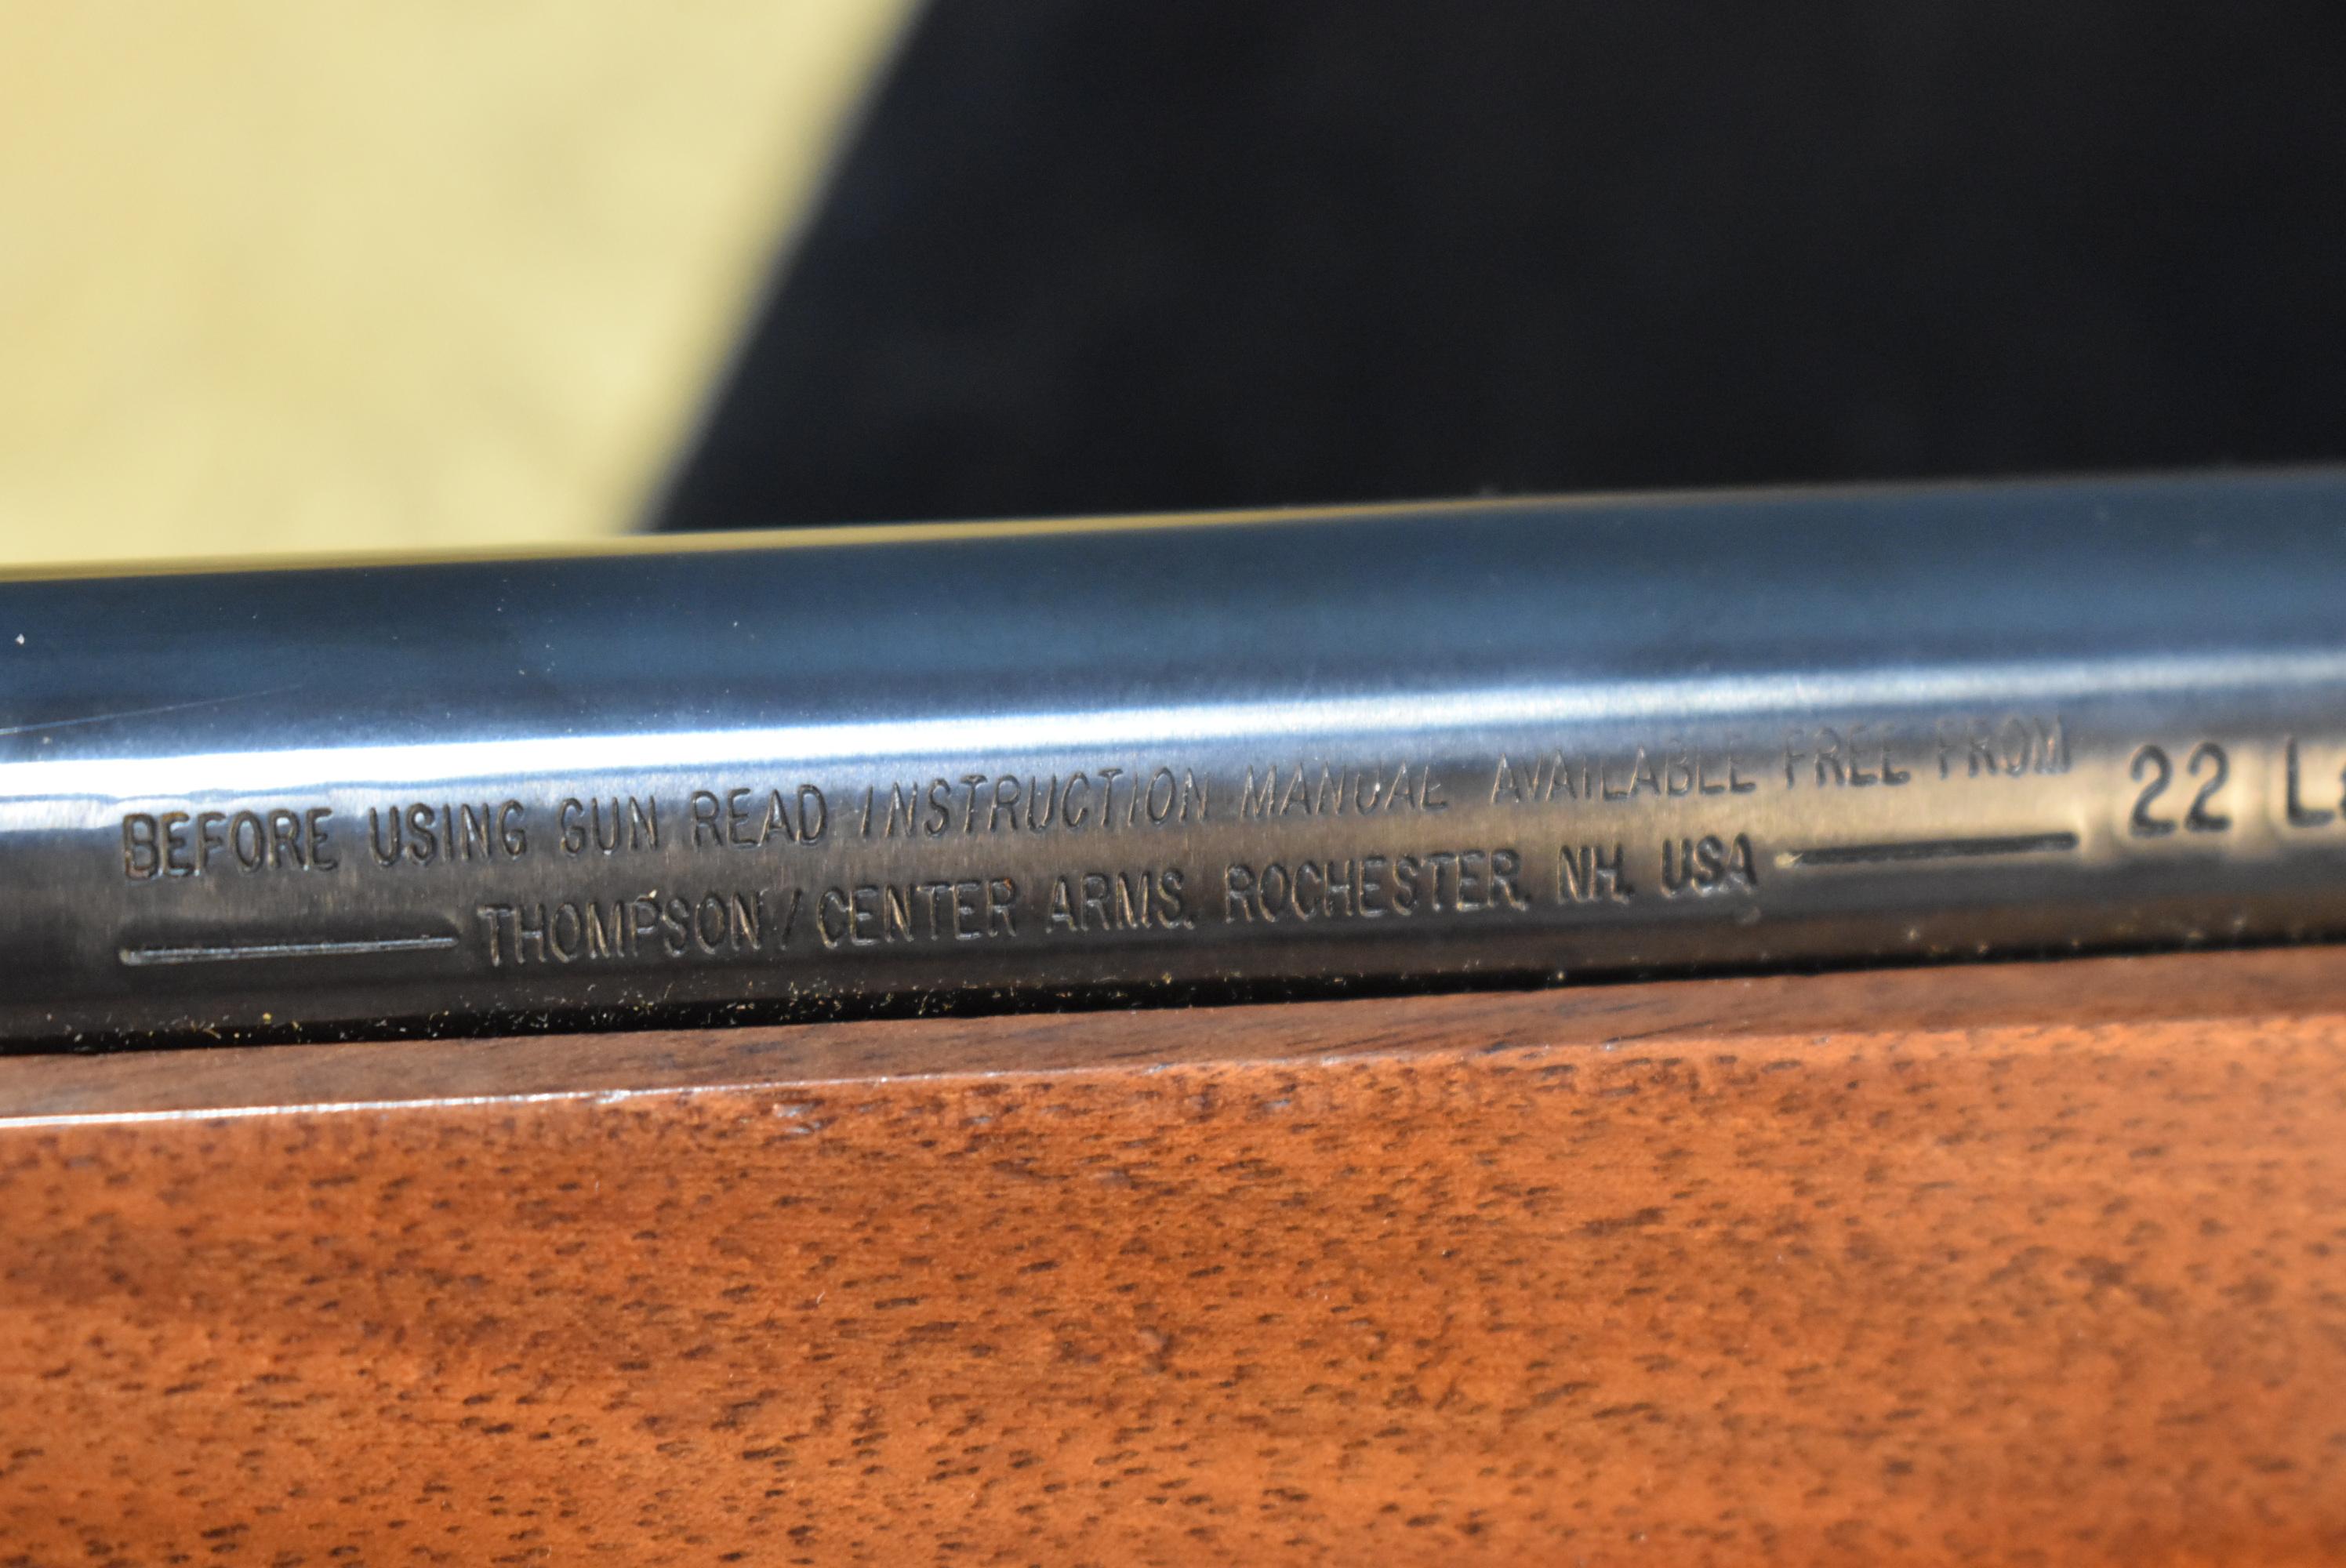 BEFORE USING GUN READ INSTRUCTION MANUAL AVAILABLE FREE FROM
THOMPSON/CENTER ARMS, ROCHESTER, NH, USA
22